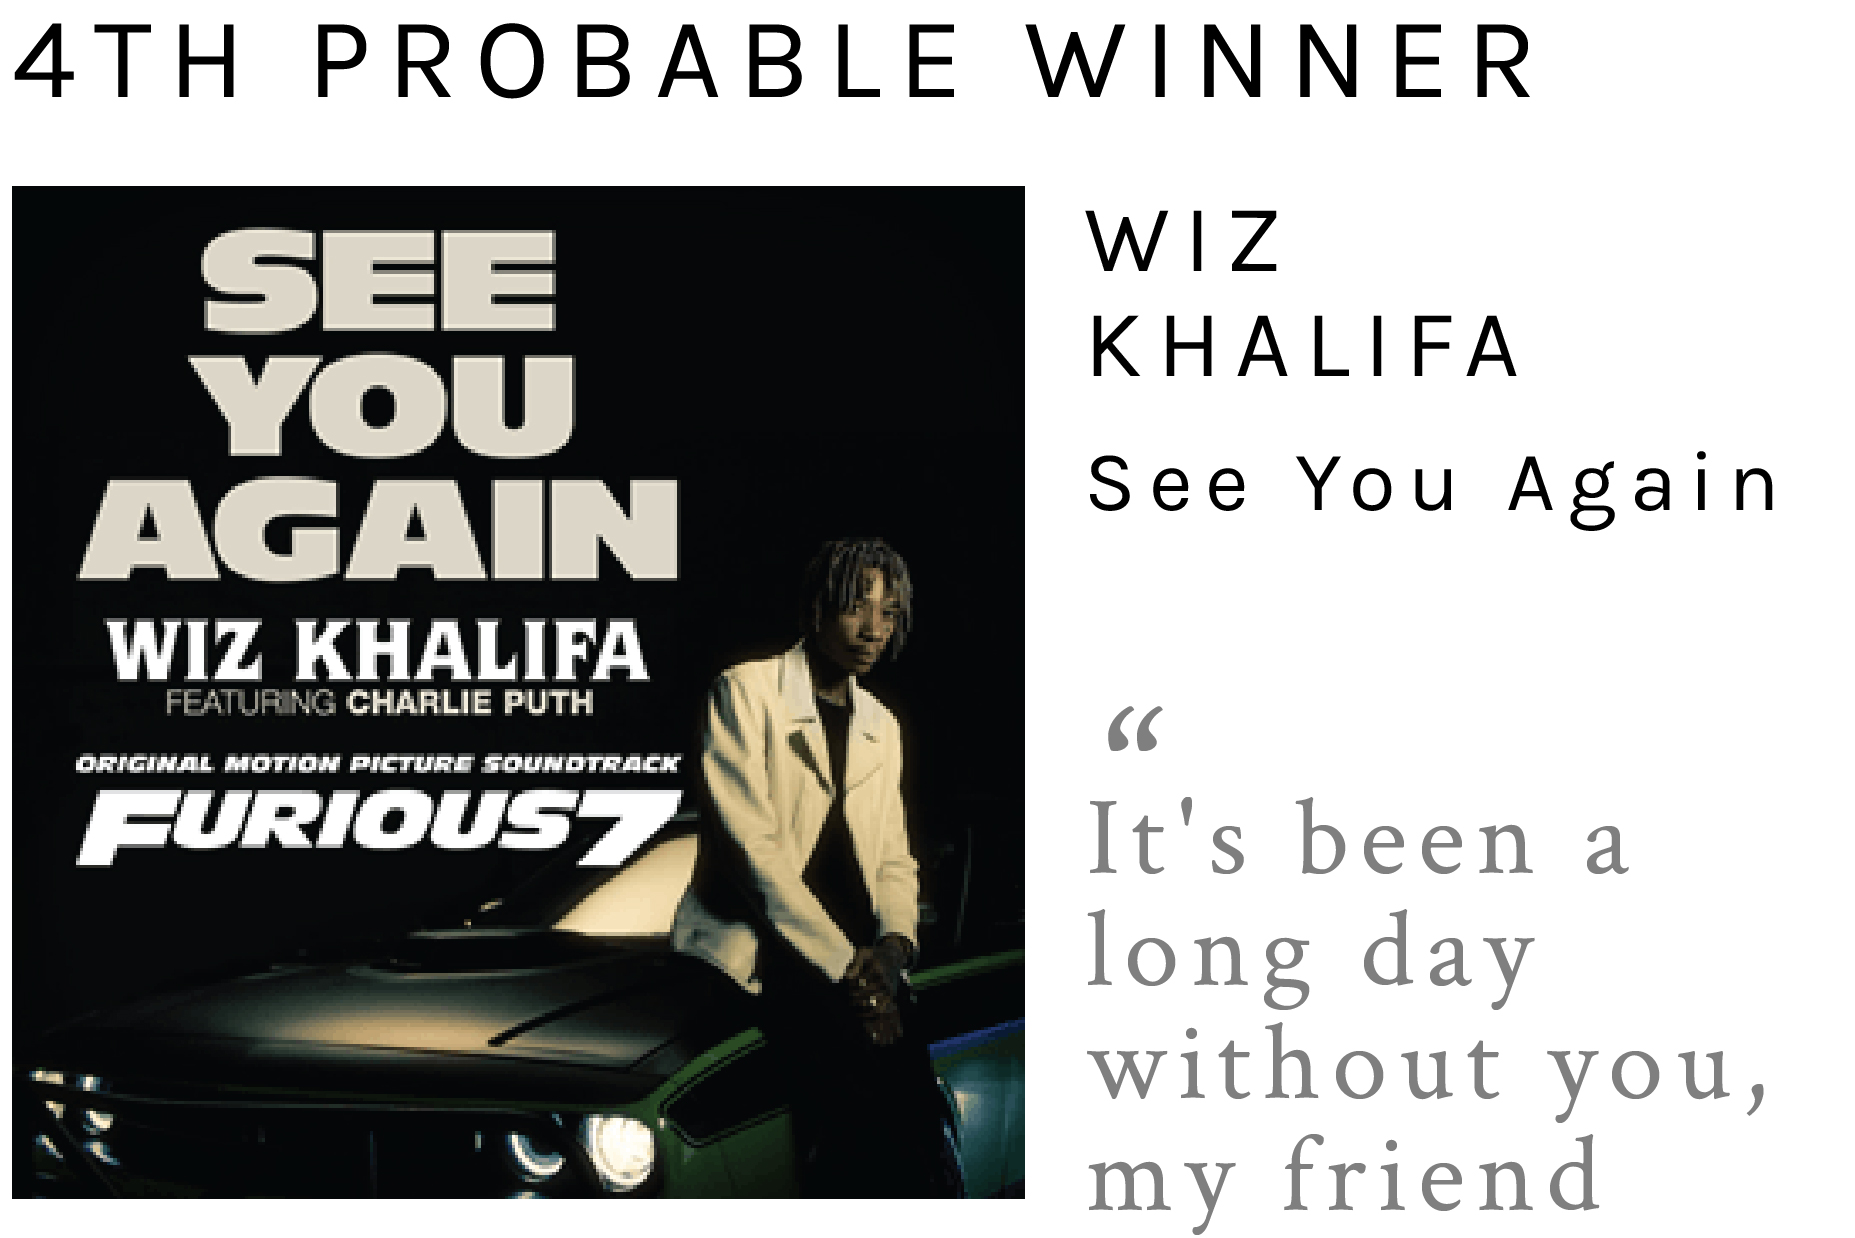 4TH PROBABLE WINNER
SEE
YOU
AGAIN
WIZ KHALIFA
FEATURING CHARLIE PUTH
ORIGINAL MOTION PICTURE SOUNDTRACK
FURIOUS7
WIZ
KHALIFA
See You Again
“
It's been a
long day
without you,
my friend